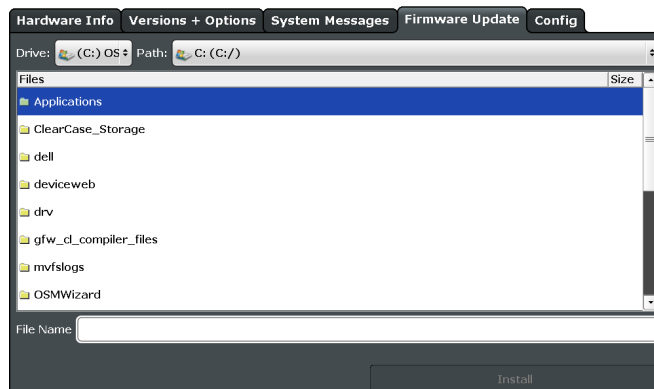 Hardware Info Versions + Options System Messages Firmware Update Config
Drive: (C:) OS Path: C: (C:/)
Files Size
Applications
ClearCase_Storage
dell
deviceweb
drv
gfw_cl_compiler_files
mvfslogs
OSMWizard
File Name
Install